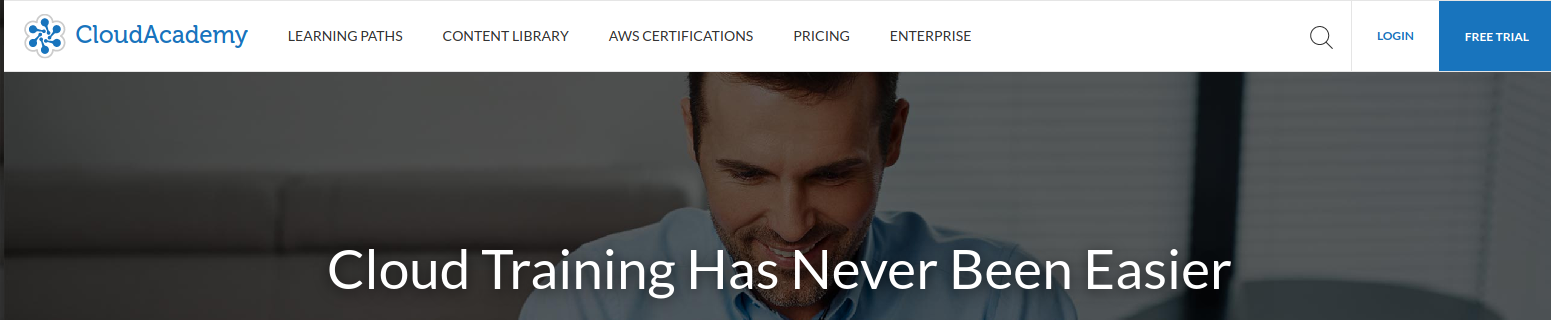 CloudAcademy
LEARNING PATHS
CONTENT LIBRARY
AWS CERTIFICATIONS
PRICING
ENTERPRISE
LOGIN
FREE TRIAL
Cloud Training Has Never Been Easier